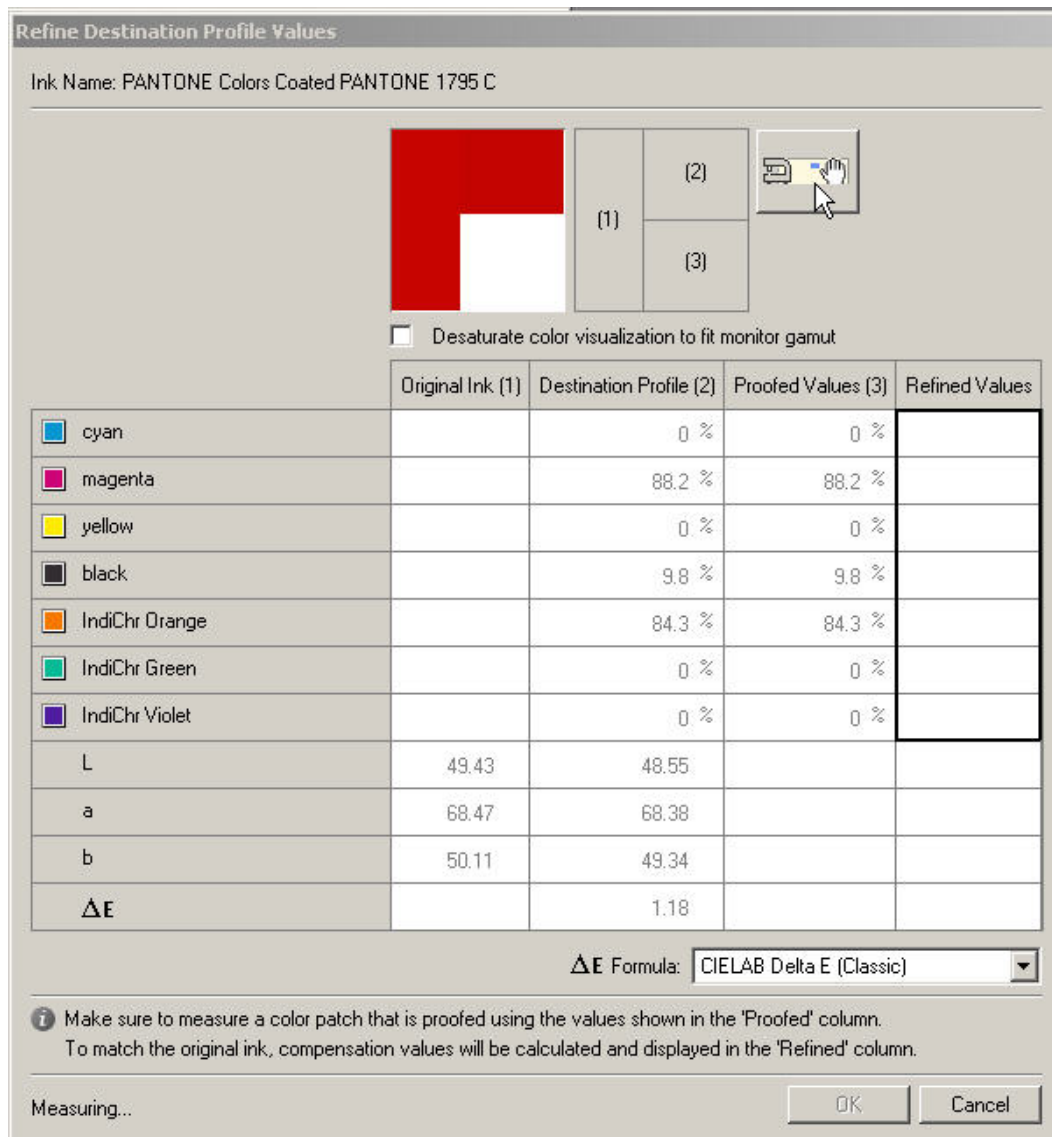 Refine Destination Profile Values
Ink Name: PANTONE Colors Coated PANTONE 1795 C
(1)
(2)
(3)
Desaturate color visualization to fit monitor gamut
Original Ink (1) Destination Profile (2) Proofed Values (3) Refined Values
cyan 0 % 0 %
magenta 88.2 % 88.2 %
yellow 0 % 0 %
black 9.8 % 9.8 %
IndiChr Orange 84.3 % 84.3 %
IndiChr Green 0 % 0 %
IndiChr Violet 0 % 0 %
L 49.43 48.55
a 68.47 68.38
b 50.11 49.34
ΔE 1.18
ΔE Formula: CIELAB Delta E (Classic)
Make sure to measure a color patch that is proofed using the values shown in the 'Proofed' column.
To match the original ink, compensation values will be calculated and displayed in the 'Refined' column.
Measuring... OK Cancel